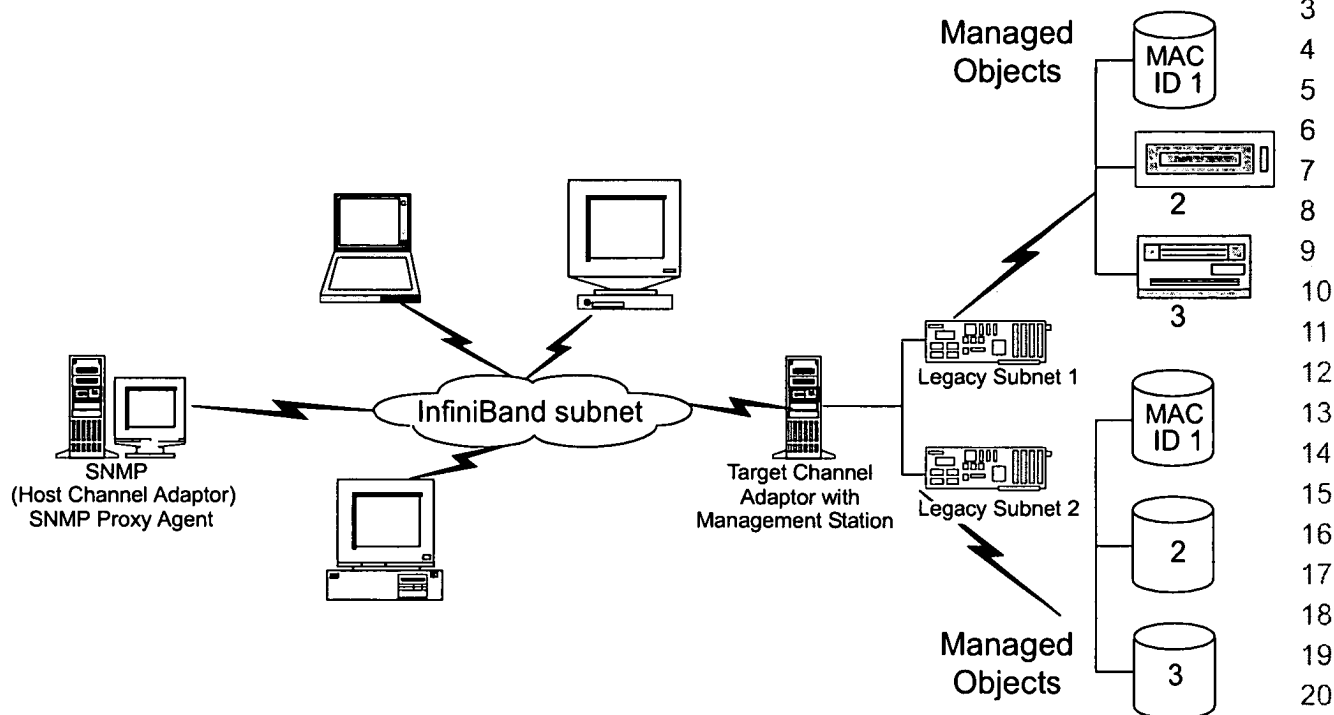 Managed
Objects
MAC
ID 1
2
3
Legacy Subnet 1
InfiniBand subnet
SNMP
(Host Channel Adaptor)
SNMP Proxy Agent
Target Channel
Adaptor with
Management Station
Legacy Subnet 2
MAC
ID 1
2
3
Managed
Objects
3
4
5
6
7
8
9
10
11
12
13
14
15
16
17
18
19
20